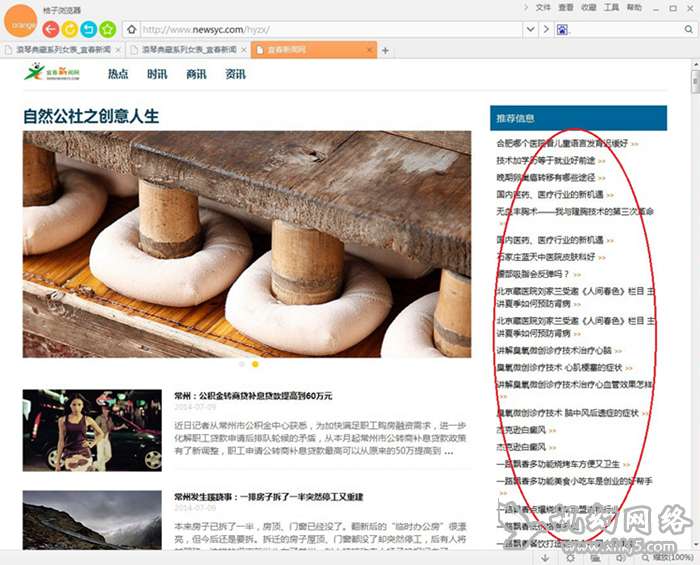 桔子浏览器
文件 查看 收藏 工具 帮助
orange
http://www.newsyc.com/hyzx/
浪琴典藏系列女表_宜春新闻
浪琴典藏系列女表_宜春新闻
宜春新闻网
宜春新闻网
热点 时讯 商讯 资讯
自然公社之创意人生
常州：公积金转商贷补息贷款提高到60万元
2014-07-09
近日记者从常州市公积金中心获悉，为加快满足职工购房融资需求，进一步
化解职工贷款申请后排队轮候的矛盾，从本月起常州市公转商补息贷款政策
有了新调整，职工申请公转商补息贷款最高可以从原来的50万提高到 ...
常州发生蹊跷事：一排房子拆了一半突然停工又重建
2014-07-09
本来房子已拆了一半，房顶、门窗已经没了。翻新后的“临时办公房”很漂
亮，但今后还是要拆。拆迁的房子屋顶、门窗都没了却突然停工，后有人将
推荐信息
合肥哪个医院看儿童语言发育迟缓好 >>
技术加学历等于就业好前途 >>
晚期卵巢癌转移有哪些途径 >>
国内医药、医疗行业的新机遇 >>
无血丰胸术——我与隆胸技术的第三次革命
>>
国内医药、医疗行业的新机遇 >>
石家庄蓝天中医院皮肤科好 >>
腰部吸脂会反弹吗？ >>
北京藏医院刘家兰受邀《人间春色》栏目 主
讲夏季如何预防肾病 >>
北京藏医院刘家兰受邀《人间春色》栏目 主
讲夏季如何预防肾病 >>
讲解臭氧微创诊疗技术治疗心脑 >>
臭氧微创诊疗技术 心肌梗塞的症状 >>
讲解臭氧微创诊疗技术治疗心血管效果怎样
>>
臭氧微创诊疗技术 脑中风后遗症的症状 >>
杰克逊白癜风 >>
杰克逊白癜风 >>
一路飘香多功能烧烤车方便又卫生 >>
一路飘香多功能美食小吃车是创业的好帮手
>>
www.xhkj5.com
缩放(100%)